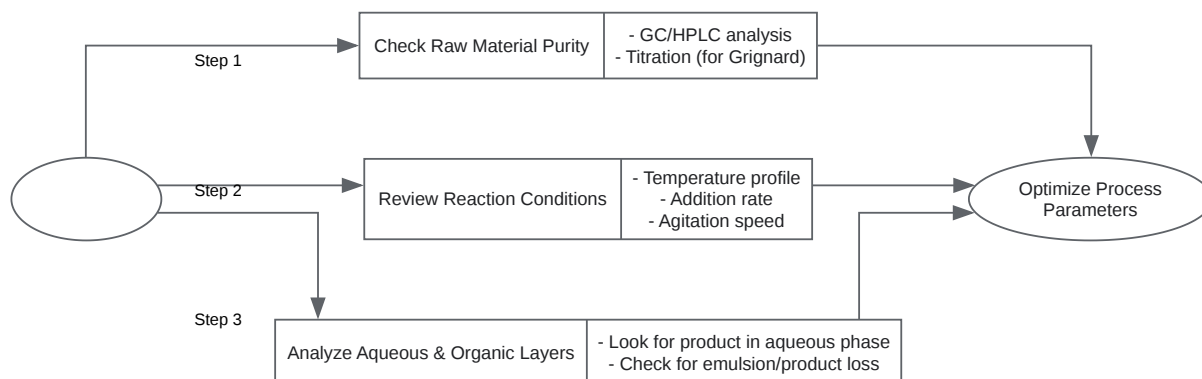 Step 1
Check Raw Material Purity
- GC/HPLC analysis
- Titration (for Grignard)
Step 2
Review Reaction Conditions
- Temperature profile
- Addition rate
- Agitation speed
Optimize Process
Parameters
Step 3
Analyze Aqueous & Organic Layers
- Look for product in aqueous phase
- Check for emulsion/product loss